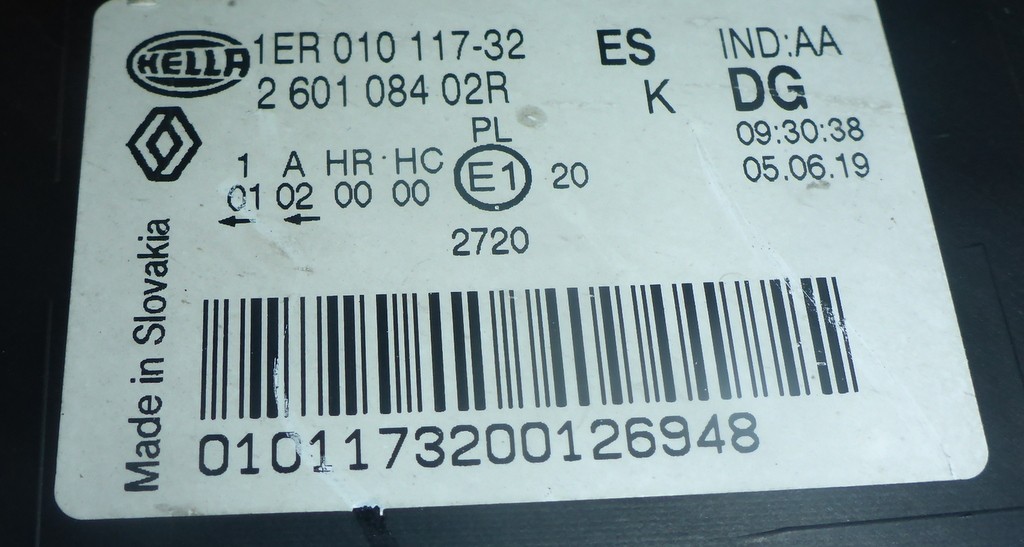 HELLA 1ER 010 117-32 ES IND:AA
2 601 084 02R K DG
PL 09:30:38
1 A HR HC E1 20 05.06.19
01 02 00 00
2720
Made in Slovakia
0101173200126948